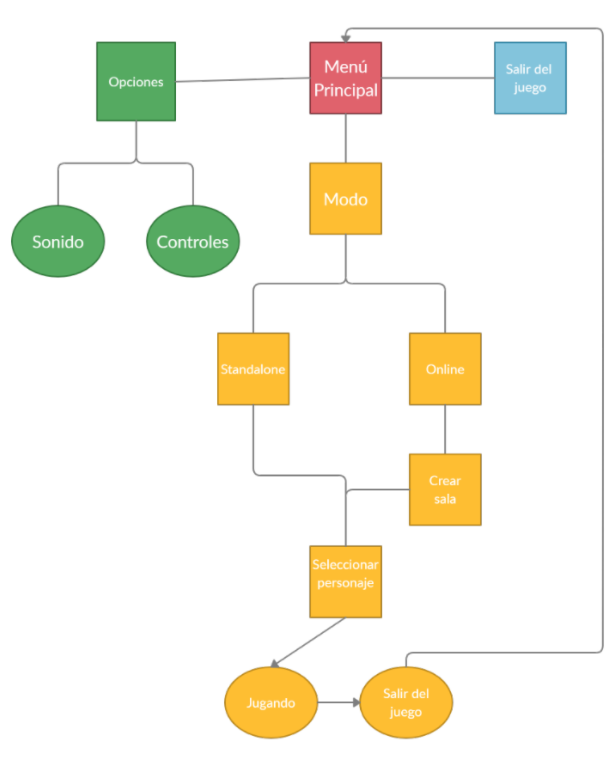 Opciones
Menú
Principal
Salir del
juego
Modo
Sonido
Controles
Standalone
Online
Crear
sala
Seleccionar
personaje
Jugando
Salir del
juego